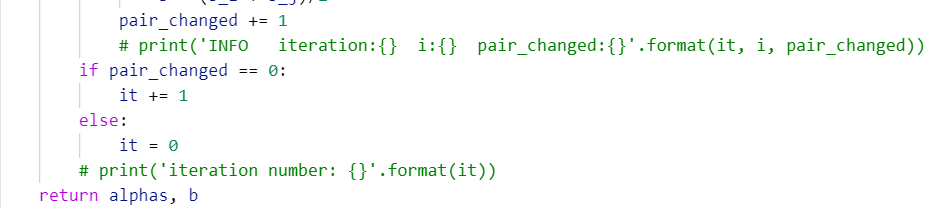 pair_changed += 1
# print('INFO   iteration:{}  i:{}  pair_changed:{}'.format(it, i, pair_changed))
if pair_changed == 0:
it += 1
else:
it = 0
# print('iteration number: {}'.format(it))
return alphas, b